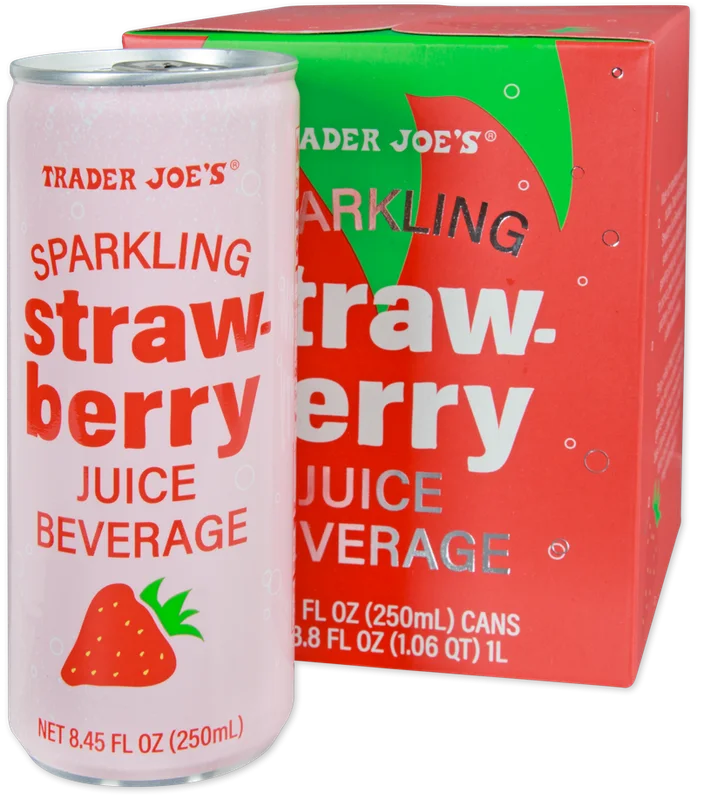 TRADER JOE'S®
SPARKLING
straw-
berry
JUICE
BEVERAGE
NET 8.45 FL OZ (250mL)
ADER JOE'S®
ARKLING
traw-
erry
JUICE
VERAGE
FL OZ (250mL) CANS
3.8 FL OZ (1.06 QT) 1L